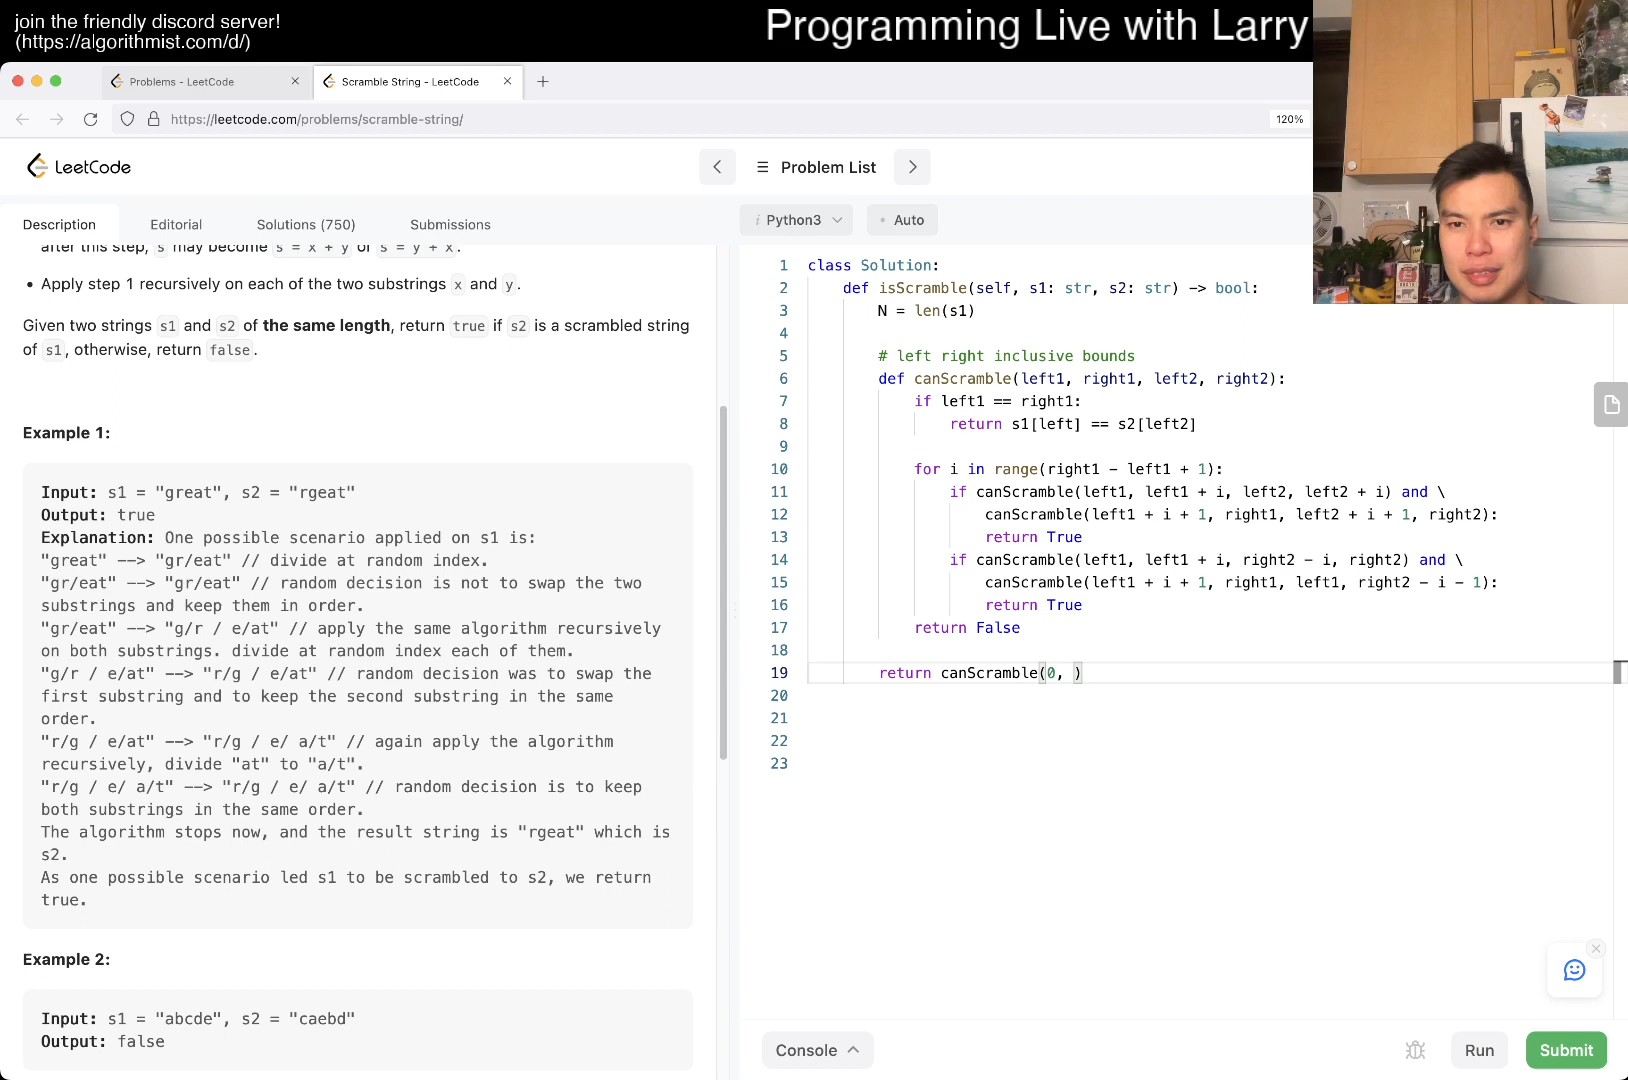 join the friendly discord server!
(https://algorithmist.com/d/)
Programming Live with Larry
Problems - LeetCode
Scramble String - LeetCode
https://leetcode.com/problems/scramble-string/
120%
LeetCode
Problem List
Description
Editorial
Solutions (750)
Submissions
Python3
Auto
after this step, s may become s = x + y or s = y + x.
• Apply step 1 recursively on each of the two substrings x and y.
Given two strings s1 and s2 of the same length, return true if s2 is a scrambled string
of s1, otherwise, return false.
Example 1:
Input: s1 = "great", s2 = "rgeat"
Output: true
Explanation: One possible scenario applied on s1 is:
"great" --> "gr/eat" // divide at random index.
"gr/eat" --> "gr/eat" // random decision is not to swap the two
substrings and keep them in order.
"gr/eat" --> "g/r / e/at" // apply the same algorithm recursively
on both substrings. divide at random index each of them.
"g/r / e/at" --> "r/g / e/at" // random decision was to swap the
first substring and to keep the second substring in the same
order.
"r/g / e/at" --> "r/g / e/ a/t" // again apply the algorithm
recursively, divide "at" to "a/t".
"r/g / e/ a/t" --> "r/g / e/ a/t" // random decision is to keep
both substrings in the same order.
The algorithm stops now, and the result string is "rgeat" which is
s2.
As one possible scenario led s1 to be scrambled to s2, we return
true.
Example 2:
Input: s1 = "abcde", s2 = "caebd"
Output: false
1 class Solution:
2 def isScramble(self, s1: str, s2: str) -> bool:
3 N = len(s1)
4
5 # left right inclusive bounds
6 def canScramble(left1, right1, left2, right2):
7 if left1 == right1:
8 return s1[left] == s2[left2]
9
10 for i in range(right1 - left1 + 1):
11 if canScramble(left1, left1 + i, left2, left2 + i) and \
12 canScramble(left1 + i + 1, right1, left2 + i + 1, right2):
13 return True
14 if canScramble(left1, left1 + i, right2 - i, right2) and \
15 canScramble(left1 + i + 1, right1, left1, right2 - i - 1):
16 return True
17 return False
18
19 return canScramble(0, )
20
21
22
23
Console
Run
Submit